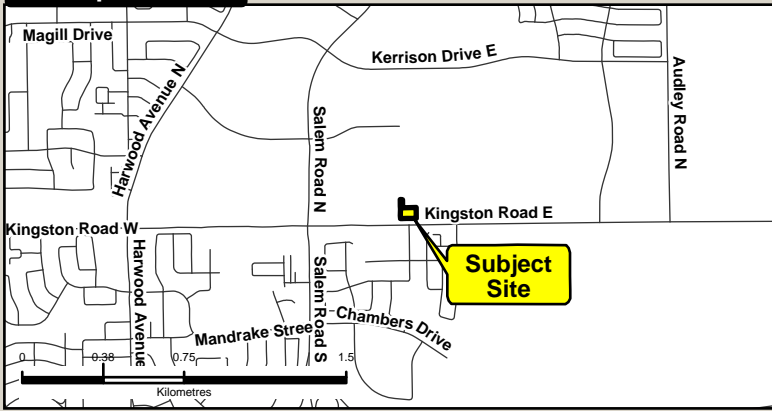 Magill Drive
Kerrison Drive E
Harwood Avenue N
Salem Road N
Audley Road N
Kingston Road W
Kingston Road E
Subject
Site
Harwood Avenue
Salem Road S
Mandrake Stree
Chambers Drive
0 0.38 0.75 1.5
Kilometres